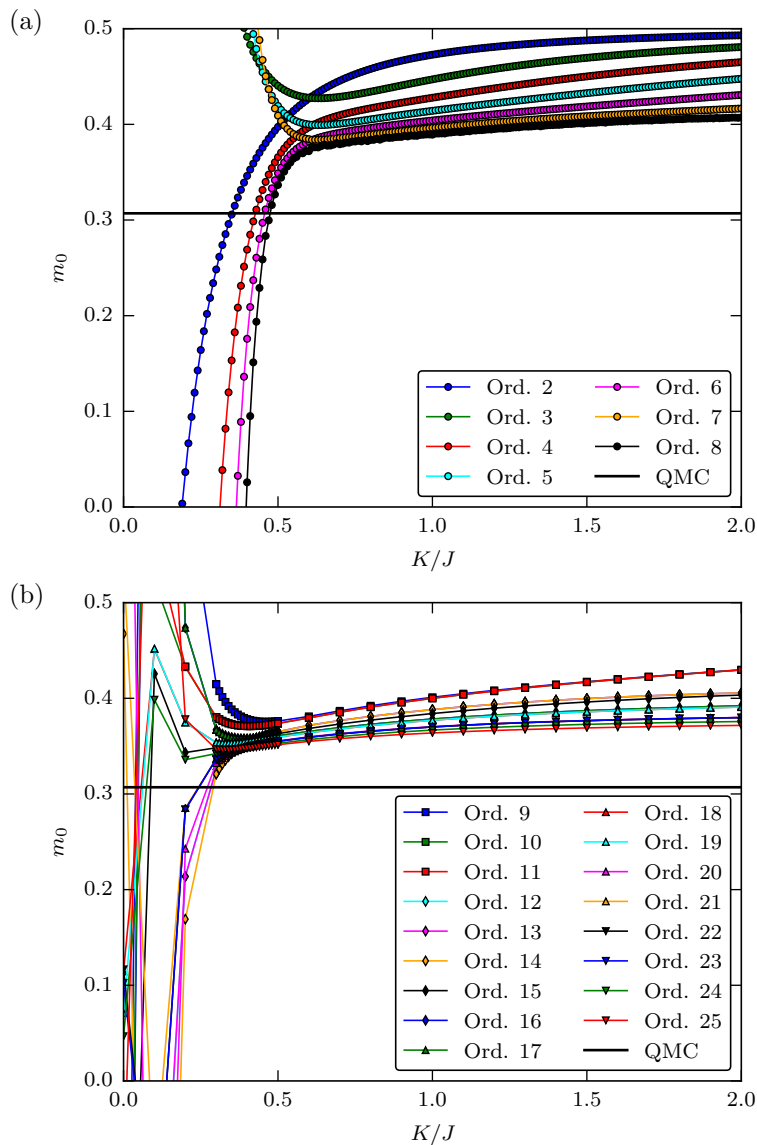 (a)
0.5
0.4
0.3
0.2
0.1
0.0
m0
Ord. 2
Ord. 3
Ord. 4
Ord. 5
Ord. 6
Ord. 7
Ord. 8
QMC
0.0 0.5 1.0 1.5 2.0
K/J
(b)
0.5
0.4
0.3
0.2
0.1
0.0
m0
Ord. 9
Ord. 10
Ord. 11
Ord. 12
Ord. 13
Ord. 14
Ord. 15
Ord. 16
Ord. 17
Ord. 18
Ord. 19
Ord. 20
Ord. 21
Ord. 22
Ord. 23
Ord. 24
Ord. 25
QMC
0.0 0.5 1.0 1.5 2.0
K/J